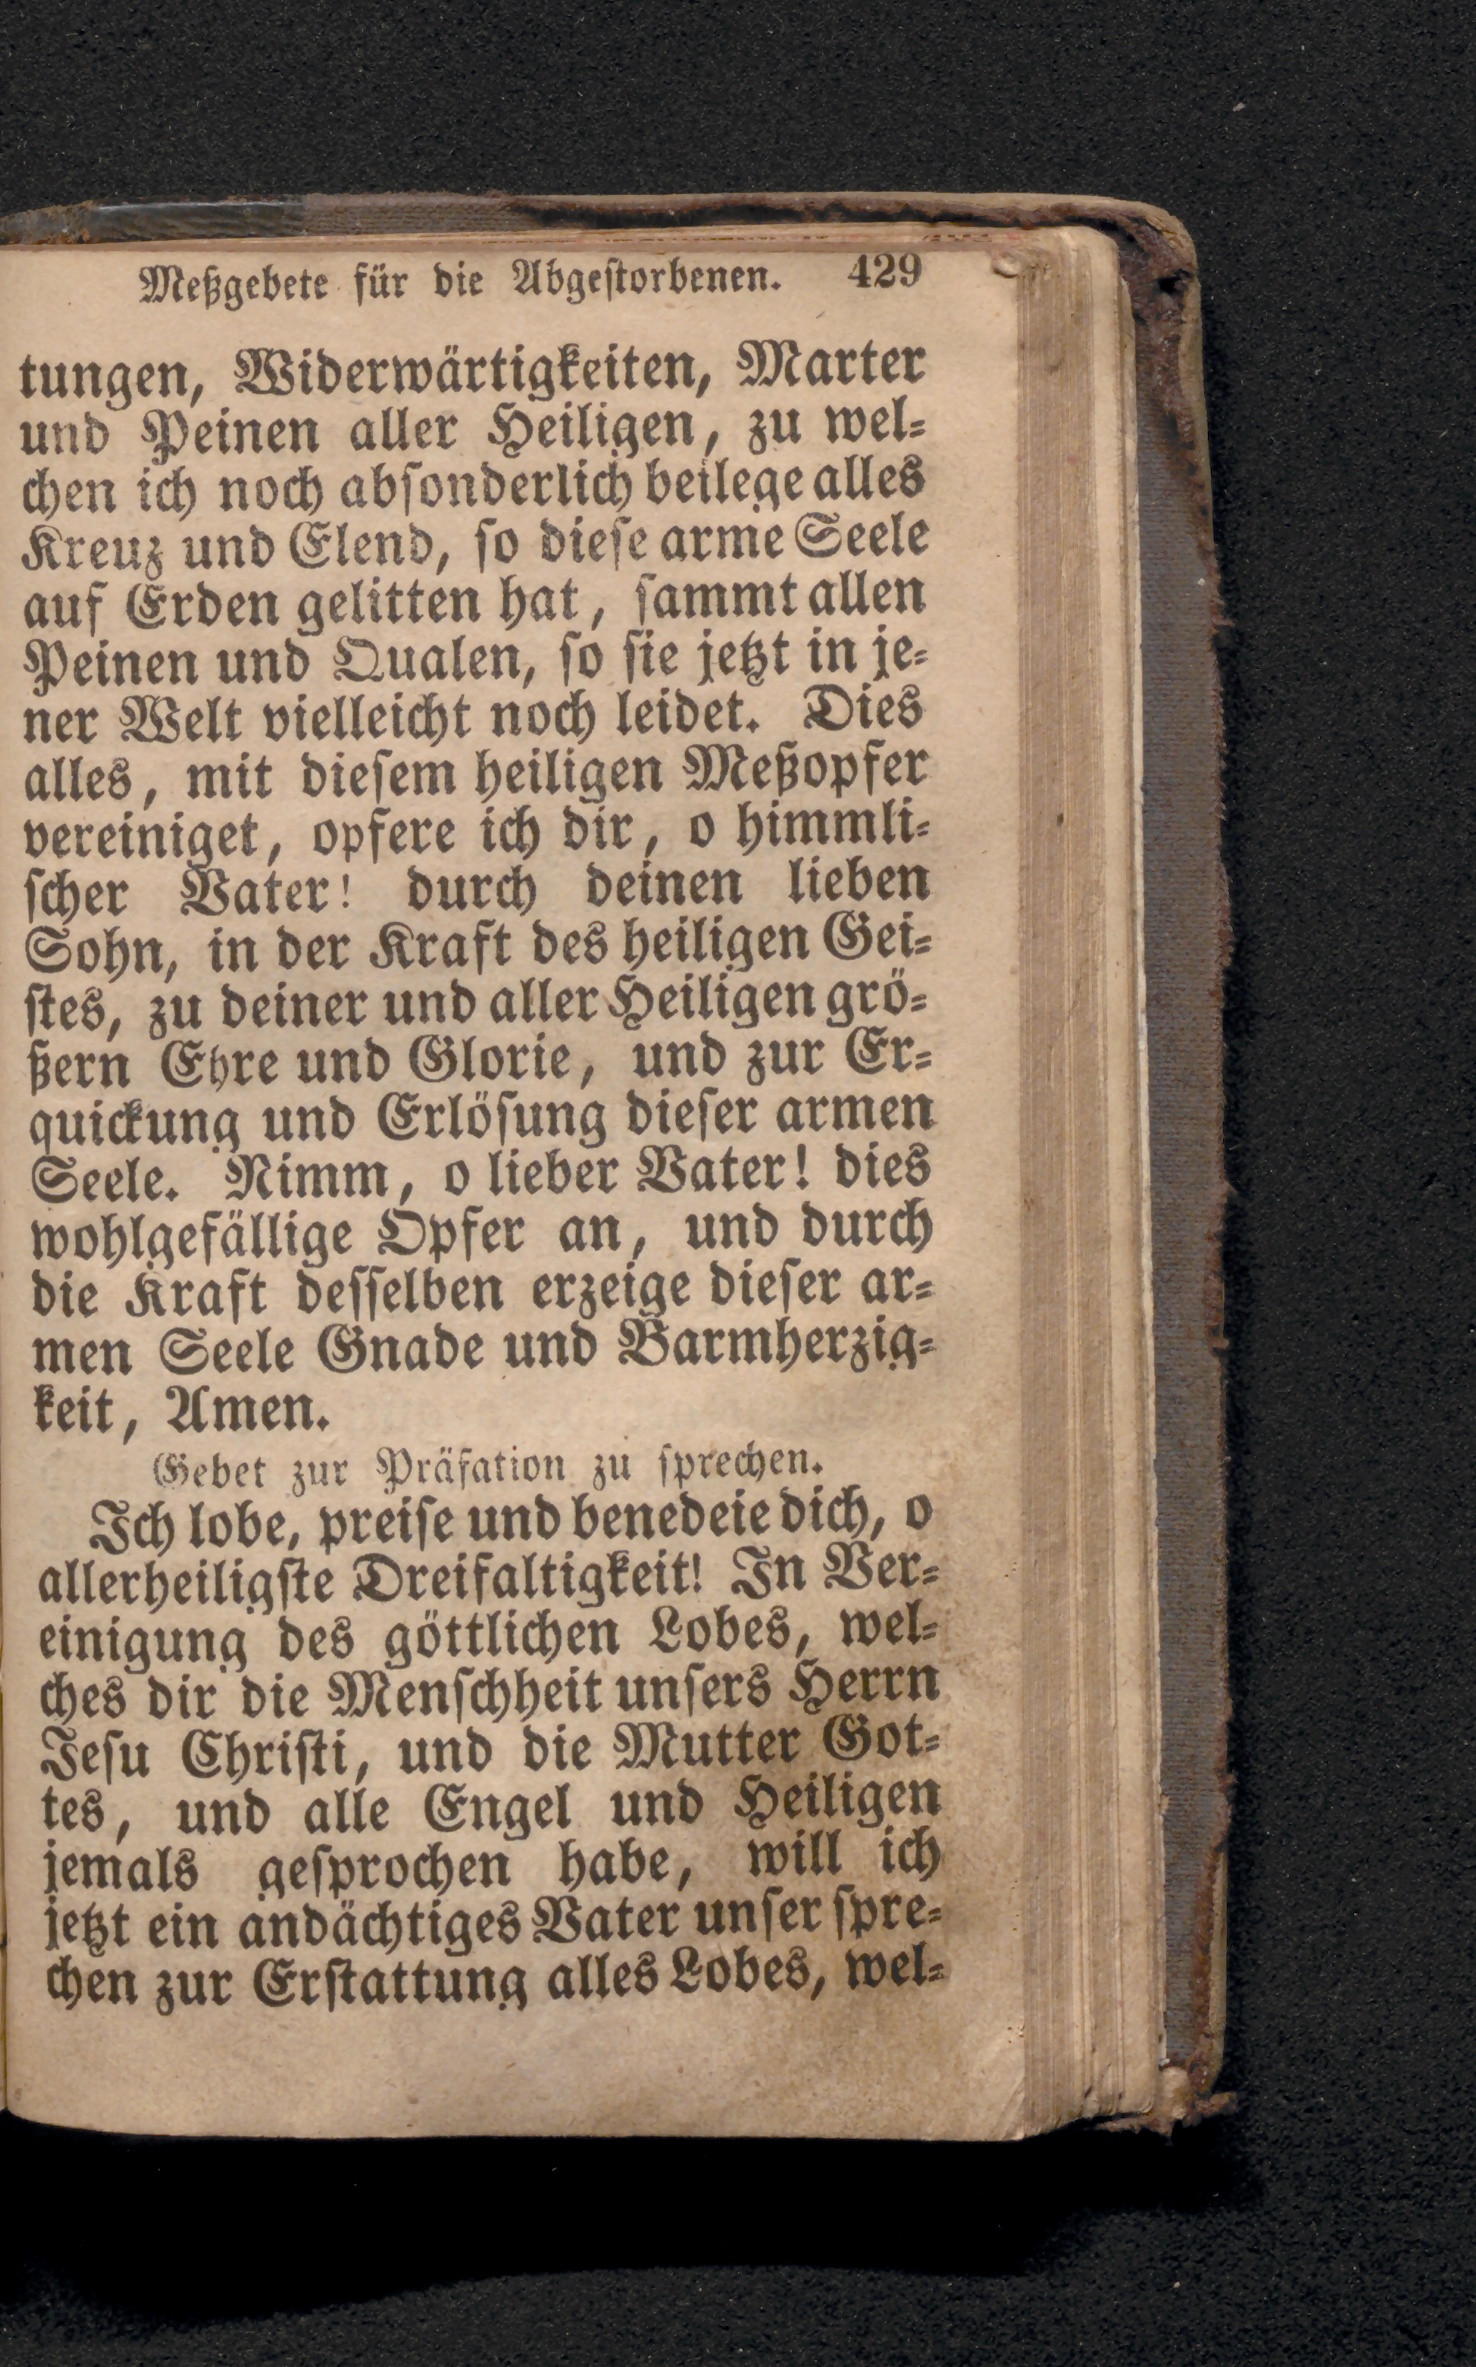 Meßgebete für die Abgestorbenen. 429
tungen, Widerwärtigkeiten, Marter
und Peinen aller Heiligen, zu wel=
chen ich noch absonderlich beilege alles
Kreuz und Elend, so diese arme Seele
auf Erden gelitten hat, sammt allen
Peinen und Qualen, so sie jetzt in je=
ner Welt vielleicht noch leidet. Dies
alles, mit diesem heiligen Meßopfer
vereiniget, opfere ich dir, o himmli=
scher Vater! durch deinen lieben
Sohn, in der Kraft des heiligen Gei=
stes, zu deiner und aller Heiligen grö=
ßern Ehre und Glorie, und zur Er=
quickung und Erlösung dieser armen
Seele. Nimm, o lieber Vater! dies
wohlgefällige Opfer an, und durch
die Kraft desselben erzeige dieser ar=
men Seele Gnade und Barmherzig=
keit, Amen.
Gebet zur Präfation zu sprechen.
Ich lobe, preise und benedeie dich, o
allerheiligste Dreifaltigkeit! In Ver=
einigung des göttlichen Lobes, wel=
ches dir die Menschheit unsers Herrn
Jesu Christi, und die Mutter Got=
tes, und alle Engel und Heiligen
jemals gesprochen habe, will ich
jetzt ein andächtiges Vater unser spre=
chen zur Erstattung alles Lobes, wel=